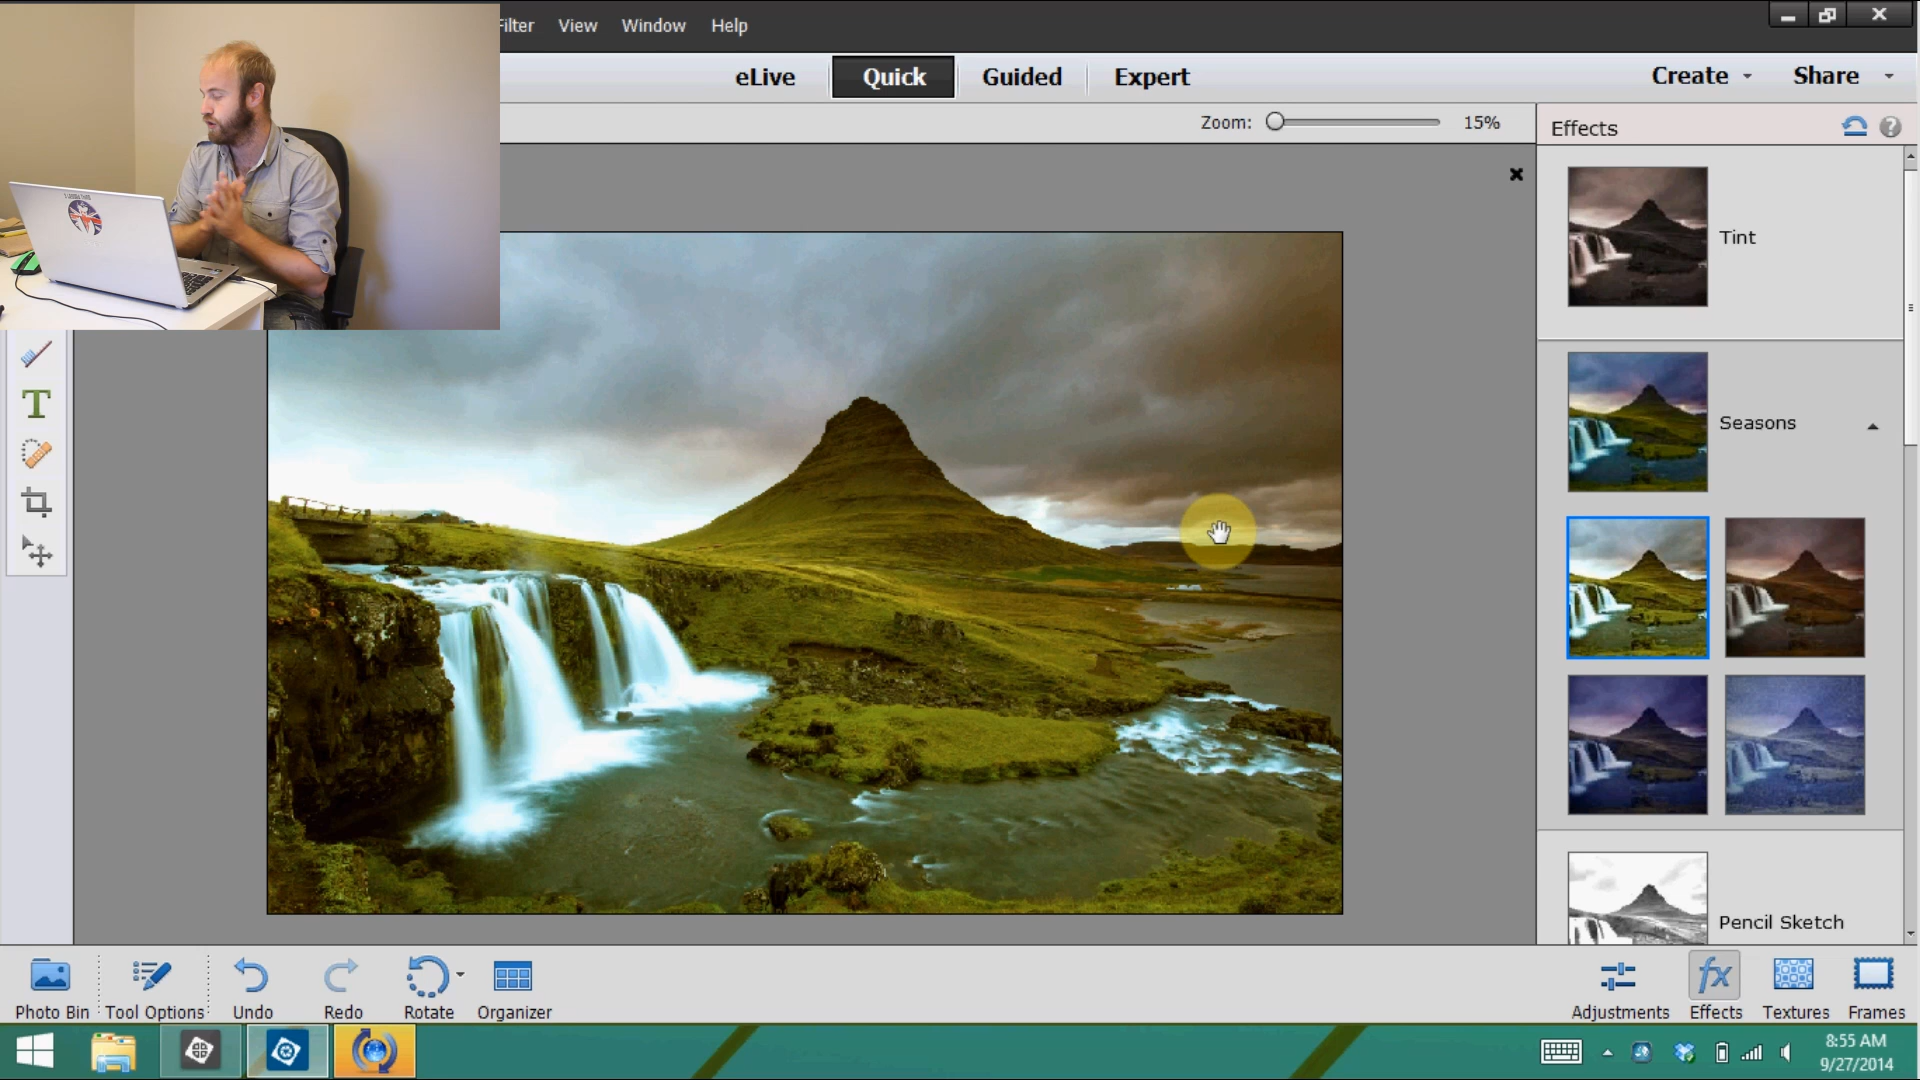 Filter View Window Help
eLive Quick Guided Expert Create Share
Zoom: 15%
Effects
Tint
Seasons
Pencil Sketch
T
fx
Photo Bin Tool Options Undo Redo Rotate Organizer Adjustments Effects Textures Frames
8:55 AM
9/27/2014